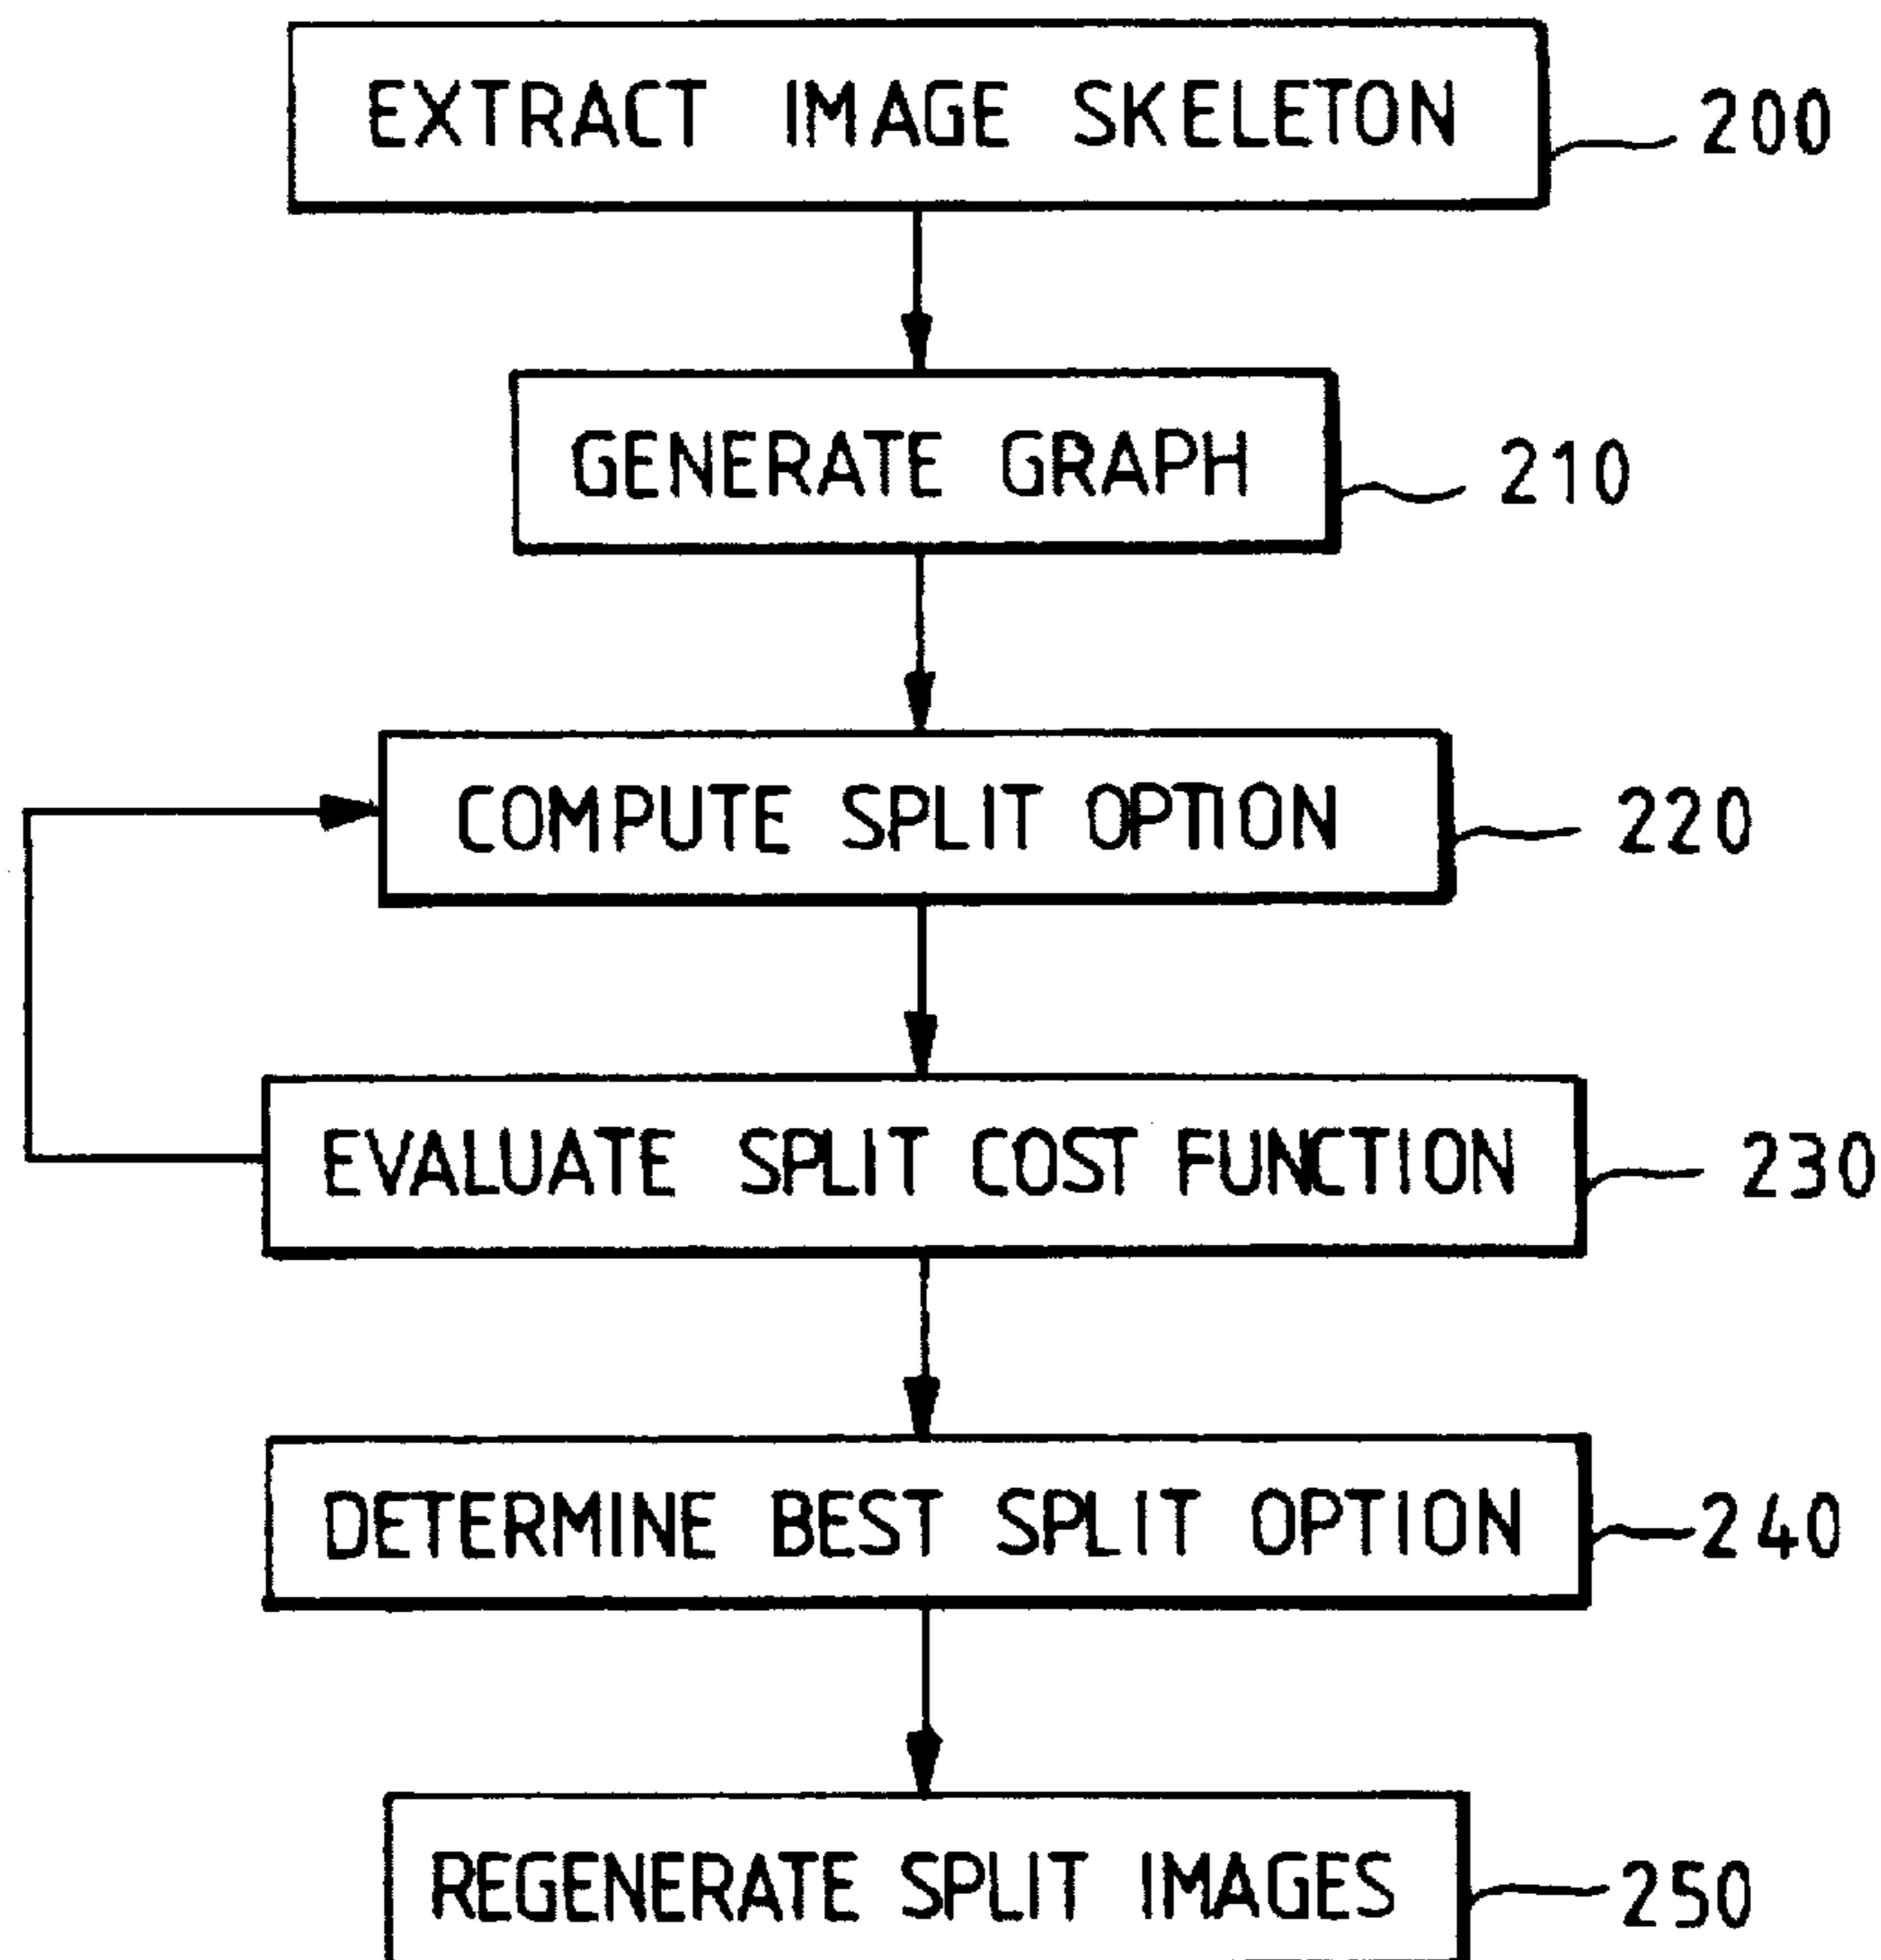 EXTRACT IMAGE SKELETON 200
GENERATE GRAPH 210
COMPUTE SPLIT OPTION 220
EVALUATE SPLIT COST FUNCTION 230
DETERMINE BEST SPLIT OPTION 240
REGENERATE SPLIT IMAGES 250